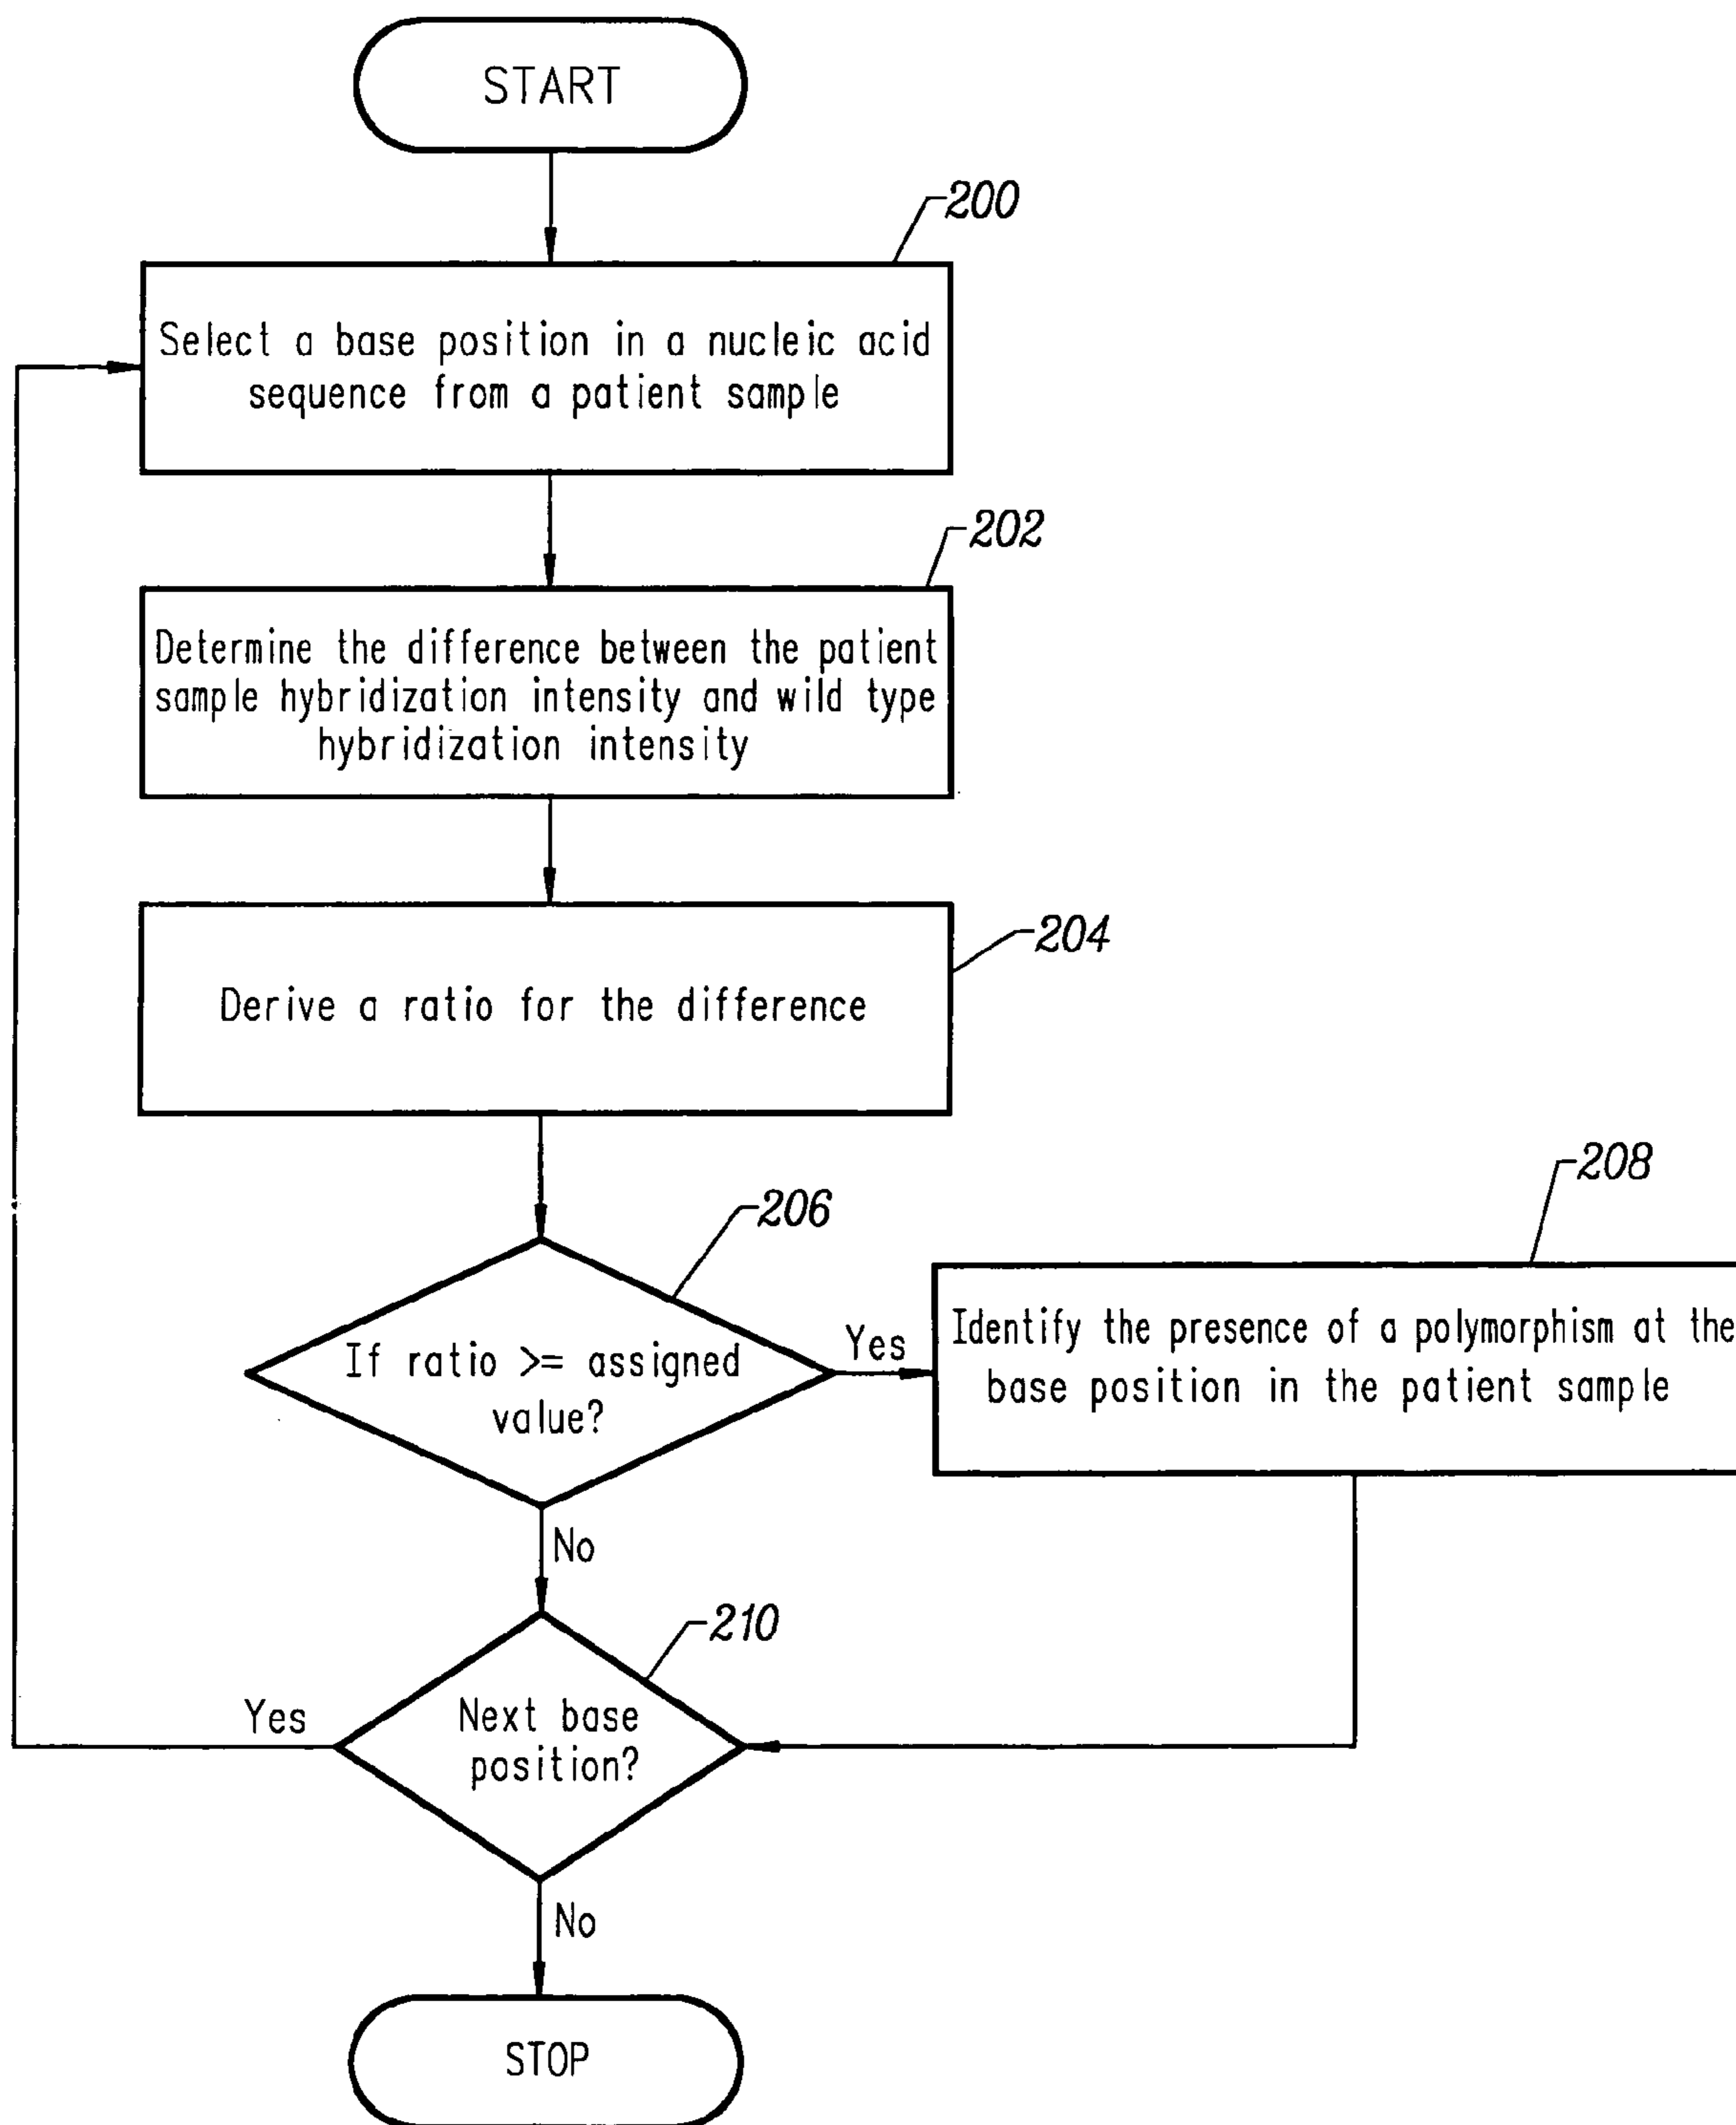 START
200
Select a base position in a nucleic acid
sequence from a patient sample
202
Determine the difference between the patient
sample hybridization intensity and wild type
hybridization intensity
204
Derive a ratio for the difference
206
If ratio >= assigned
value?
Yes
208
Identify the presence of a polymorphism at the
base position in the patient sample
No
210
Next base
position?
Yes
No
STOP